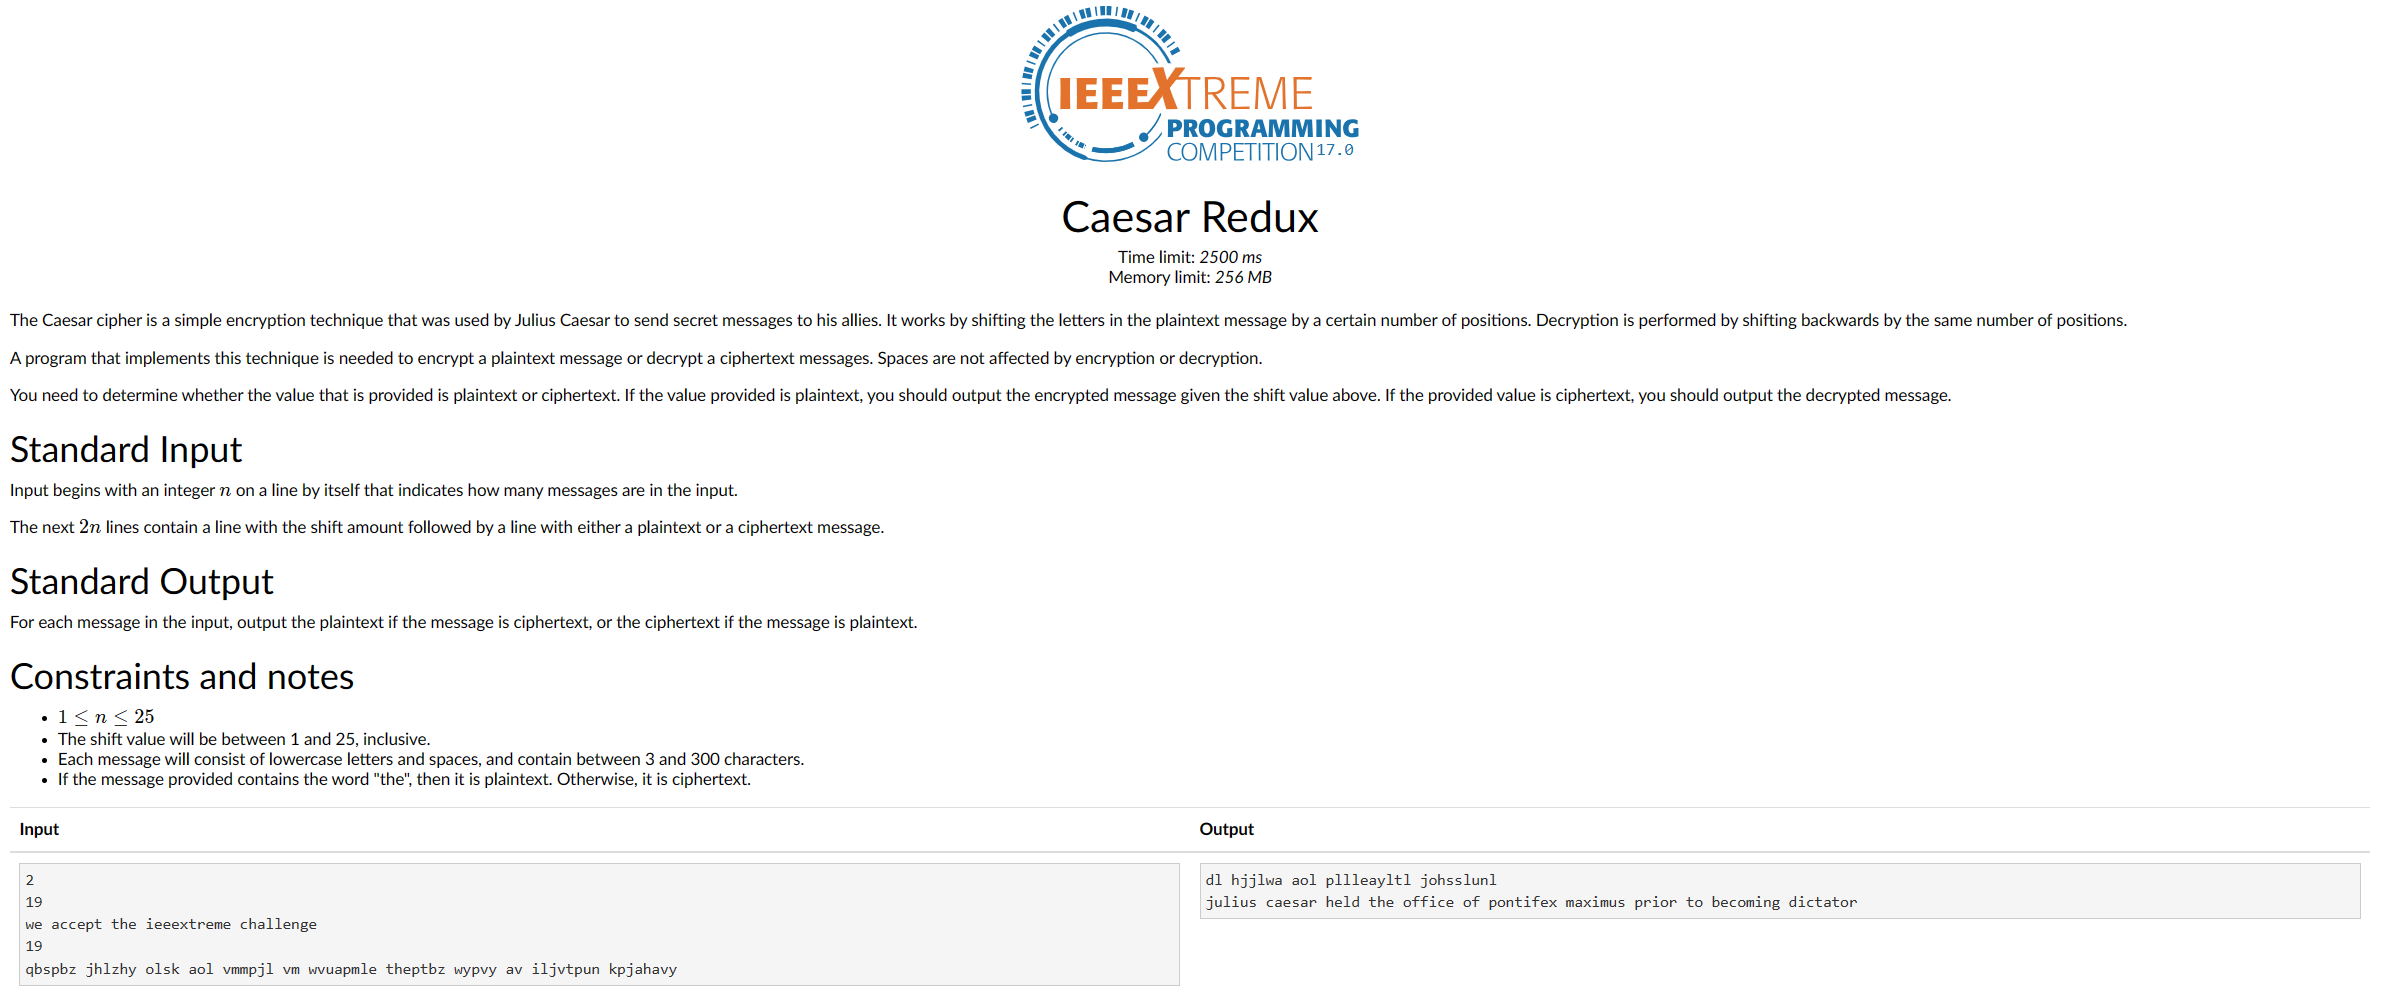 IEEEXTREME
PROGRAMMING
COMPETITION 17.0
Caesar Redux
Time limit: 2500 ms
Memory limit: 256 MB
The Caesar cipher is a simple encryption technique that was used by Julius Caesar to send secret messages to his allies. It works by shifting the letters in the plaintext message by a certain number of positions. Decryption is performed by shifting backwards by the same number of positions.
A program that implements this technique is needed to encrypt a plaintext message or decrypt a ciphertext messages. Spaces are not affected by encryption or decryption.
You need to determine whether the value that is provided is plaintext or ciphertext. If the value provided is plaintext, you should output the encrypted message given the shift value above. If the provided value is ciphertext, you should output the decrypted message.
Standard Input
Input begins with an integer n on a line by itself that indicates how many messages are in the input.
The next 2n lines contain a line with the shift amount followed by a line with either a plaintext or a ciphertext message.
Standard Output
For each message in the input, output the plaintext if the message is ciphertext, or the ciphertext if the message is plaintext.
Constraints and notes
• 1 ≤ n ≤ 25
• The shift value will be between 1 and 25, inclusive.
• Each message will consist of lowercase letters and spaces, and contain between 3 and 300 characters.
• If the message provided contains the word "the", then it is plaintext. Otherwise, it is ciphertext.
Input
2
19
we accept the ieeextreme challenge
19
qbspbz jhlzhy olsk aol vmmpjl vm wvuapmle theptbz wypvy av iljvtpun kpjahavy
Output
dl hjjlwa aol pllleayltl johsslunl
julius caesar held the office of pontifex maximus prior to becoming dictator